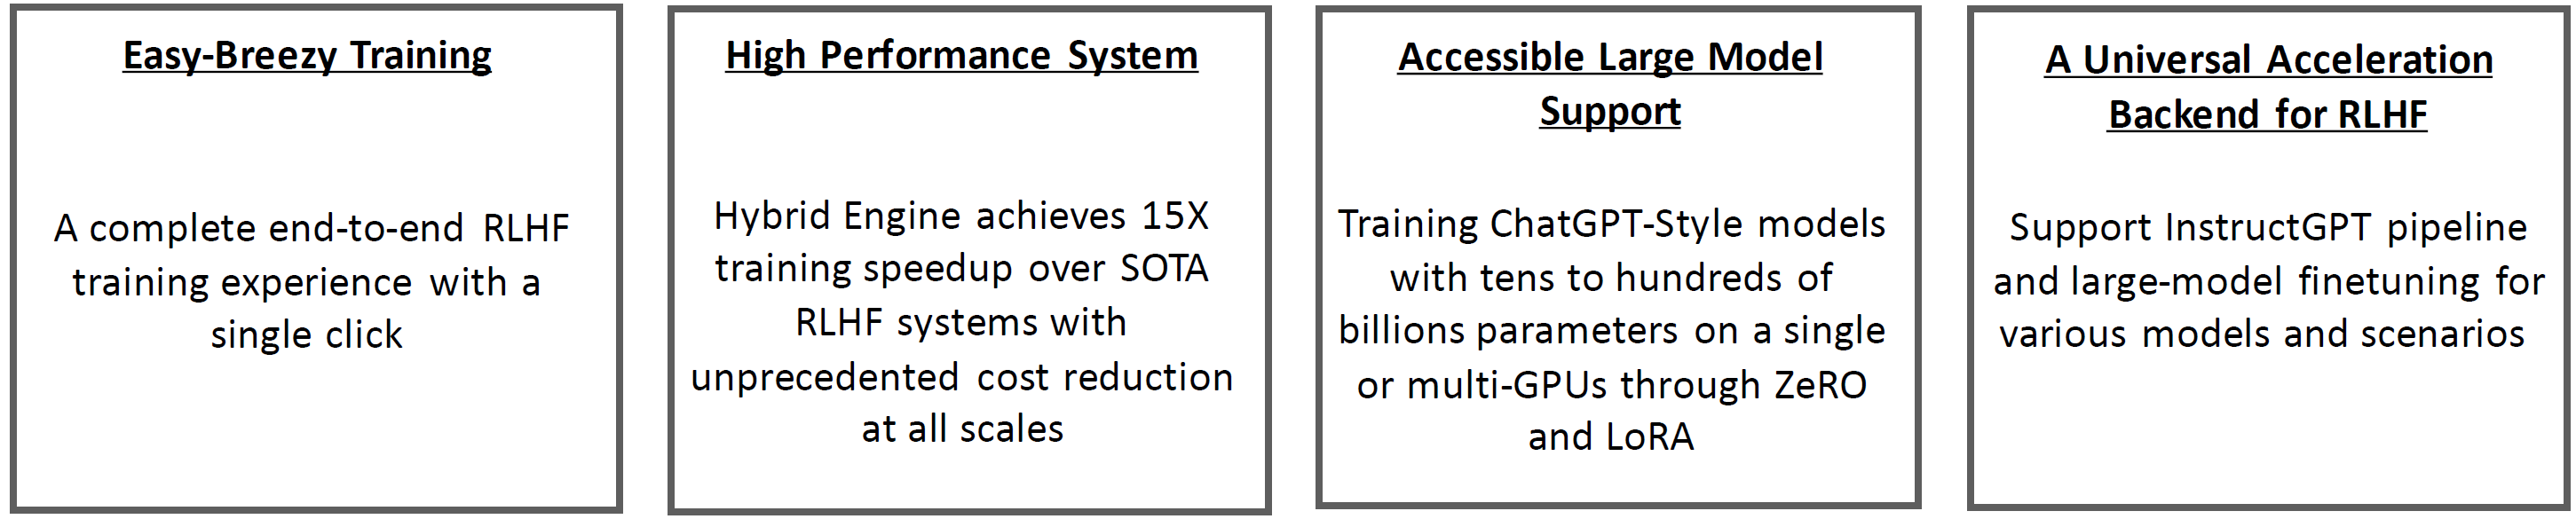 Easy-Breezy Training
A complete end-to-end RLHF
training experience with a
single click
High Performance System
Hybrid Engine achieves 15X
training speedup over SOTA
RLHF systems with
unprecedented cost reduction
at all scales
Accessible Large Model
Support
Training ChatGPT-Style models
with tens to hundreds of
billions parameters on a single
or multi-GPUs through ZeRO
and LoRA
A Universal Acceleration
Backend for RLHF
Support InstructGPT pipeline
and large-model finetuning for
various models and scenarios